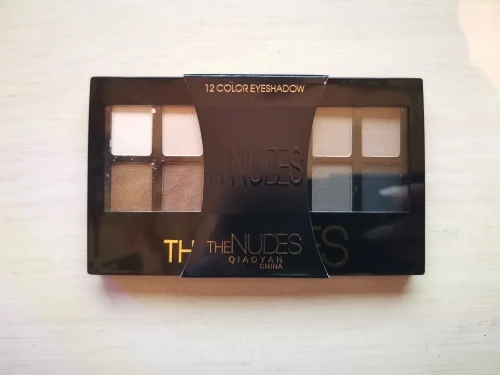 12 COLOR EYESHADOW
THE NUDES
TH ES
THE NUDES
QIAOYAN
CHINA